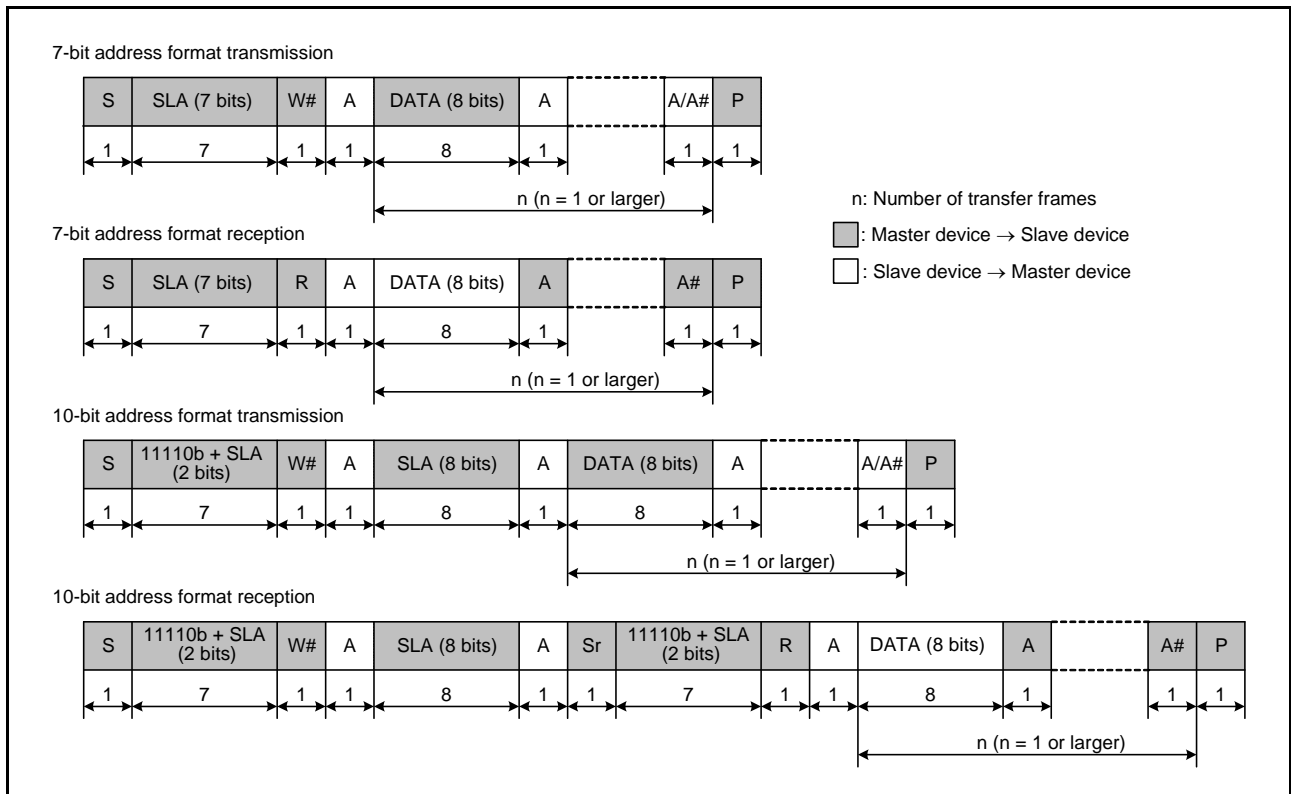 7-bit address format transmission
S SLA (7 bits) W# A DATA (8 bits) A A/A# P
1 7 1 1 8 1 1 1
n (n = 1 or larger)
n: Number of transfer frames
: Master device → Slave device
: Slave device → Master device
7-bit address format reception
S SLA (7 bits) R A DATA (8 bits) A A# P
1 7 1 1 8 1 1 1
n (n = 1 or larger)
10-bit address format transmission
S 11110b + SLA (2 bits) W# A SLA (8 bits) A DATA (8 bits) A A/A# P
1 7 1 1 8 1 8 1 1 1
n (n = 1 or larger)
10-bit address format reception
S 11110b + SLA (2 bits) W# A SLA (8 bits) A Sr 11110b + SLA (2 bits) R A DATA (8 bits) A A# P
1 7 1 1 8 1 1 7 1 1 8 1 1 1
n (n = 1 or larger)